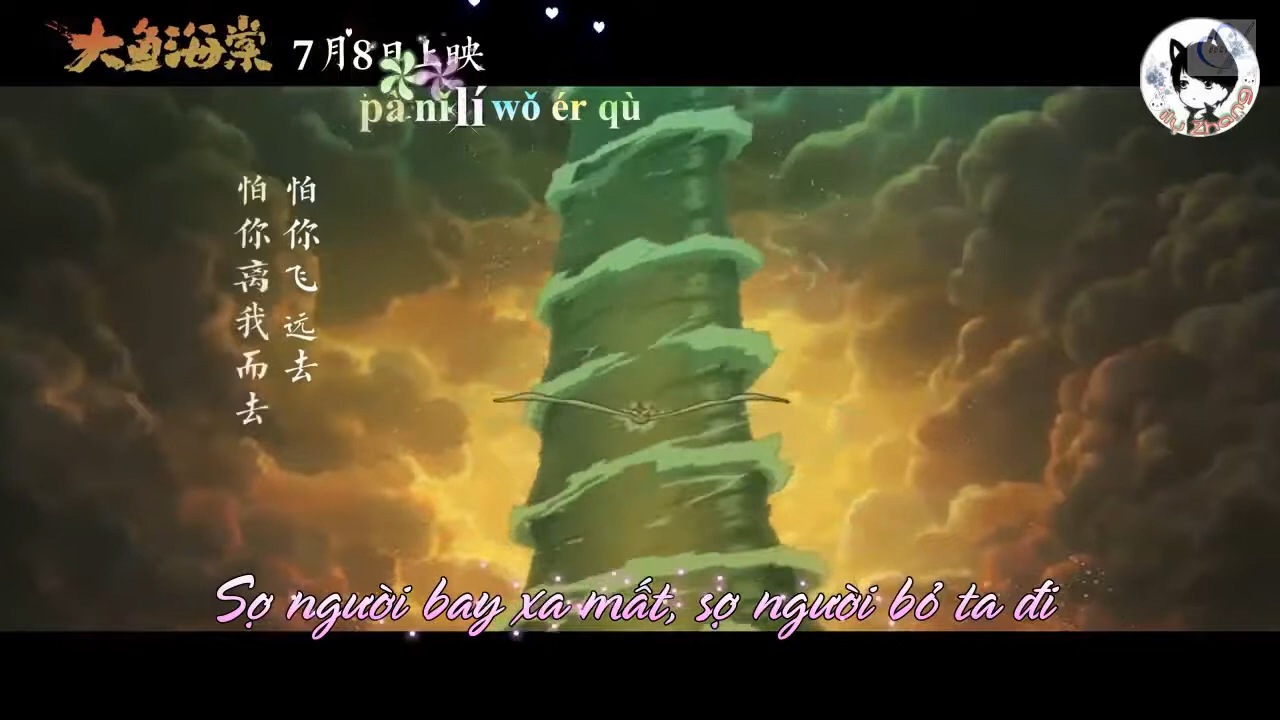 大鱼海棠 7月8日上映
pà nǐ lí wǒ ér qù
怕你飞远去
怕你离我而去
Sợ người bay xa mất, sợ người bỏ ta đi